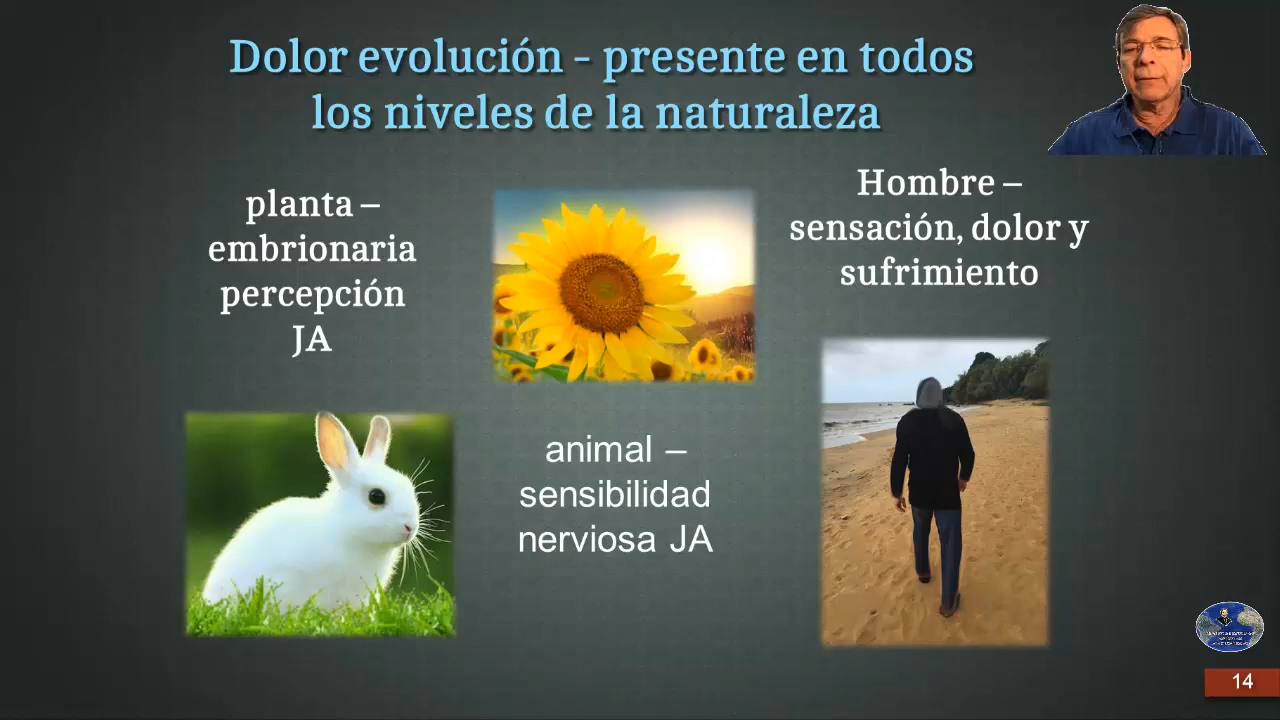 Dolor evolución - presente en todos
los niveles de la naturaleza
planta –
embrionaria
percepción
JA
Hombre –
sensación, dolor y
sufrimiento
animal –
sensibilidad
nerviosa JA
14